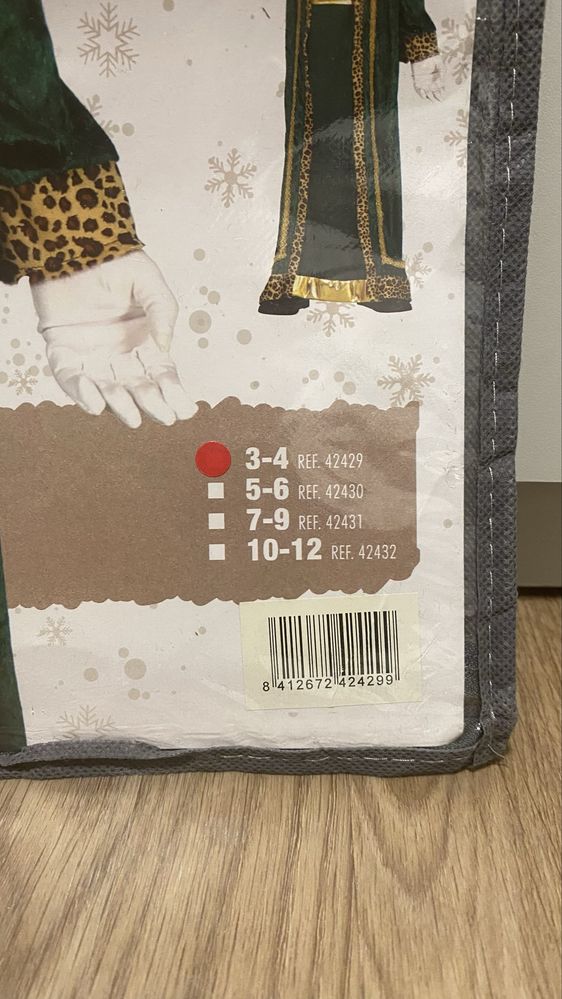 3-4 REF. 42429
5-6 REF. 42430
7-9 REF. 42431
10-12 REF. 42432
8 412672 424299